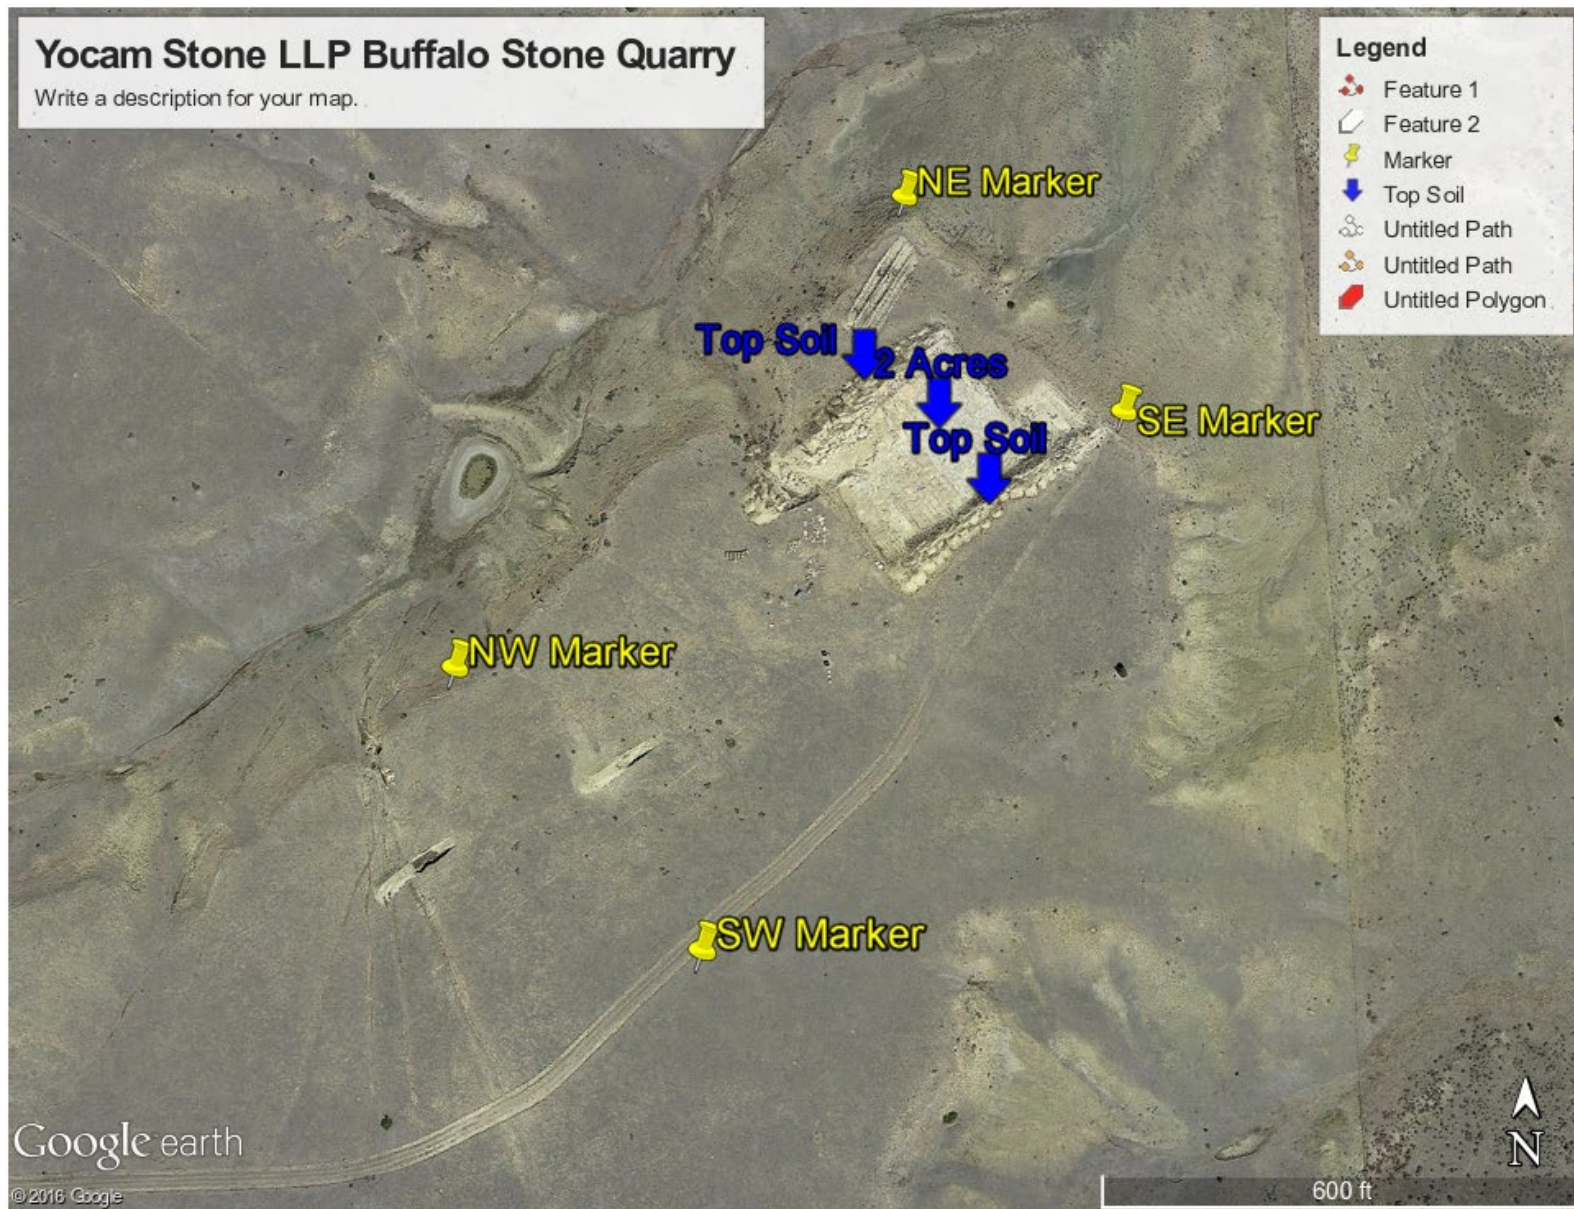 Yocam Stone LLP Buffalo Stone Quarry
Write a description for your map.
Legend
Feature 1
Feature 2
Marker
Top Soil
Untitled Path
Untitled Path
Untitled Polygon
NE Marker
Top Soil
2 Acres
SE Marker
Top Soil
NW Marker
SW Marker
Google earth
N
© 2016 Google
600 ft